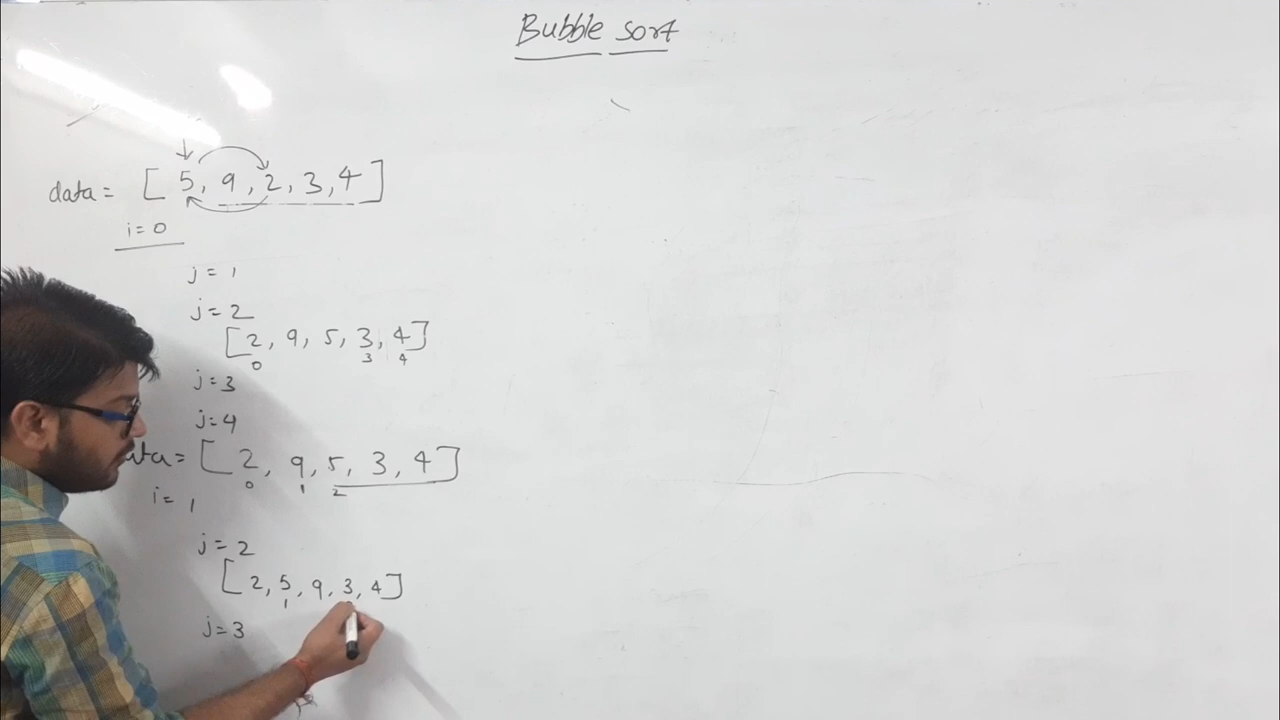 Bubble sort
data = [ 5, 9, 2, 3, 4 ]
i = 0
j = 1
j = 2
[2, 9, 5, 3, 4]
0 3 4
j = 3
j = 4
ata = [ 2, 9, 5, 3, 4 ]
0 1 2
i = 1
j = 2
[ 2, 5, 9, 3, 4 ]
1
j = 3